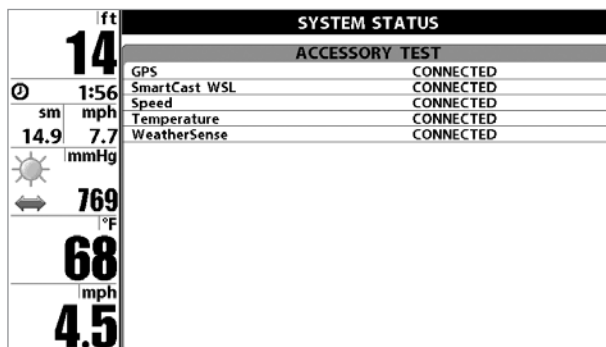 ft
14
1:56
sm mph
14.9 7.7
mmHg
769
°F
68
mph
4.5
SYSTEM STATUS
ACCESSORY TEST
GPS CONNECTED
SmartCast WSL CONNECTED
Speed CONNECTED
Temperature CONNECTED
WeatherSense CONNECTED